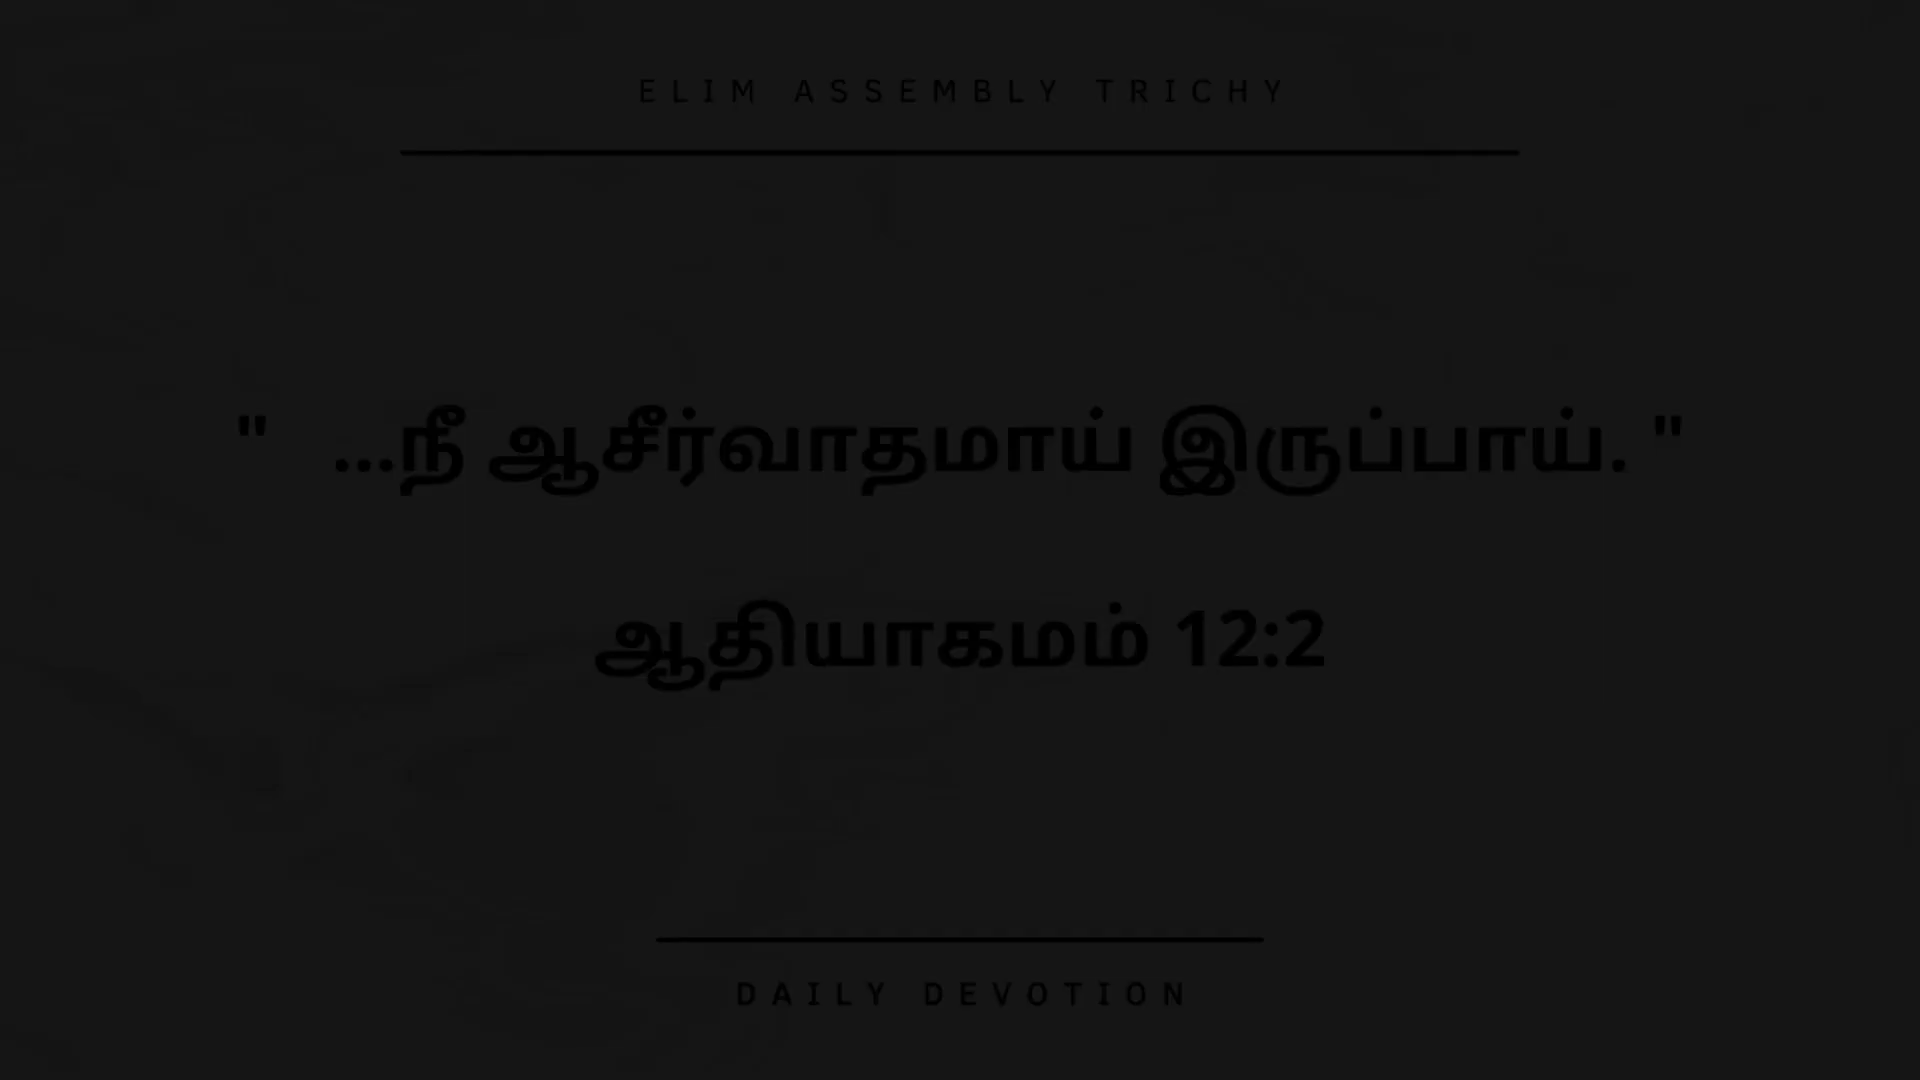 ELIM ASSEMBLY TRICHY
" ...நீ ஆசீர்வாதமாய் இருப்பாய். "
ஆதியாகமம் 12:2
DAILY DEVOTION